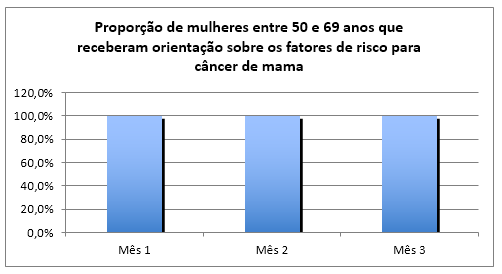 Proporção de mulheres entre 50 e 69 anos que
receberam orientação sobre os fatores de risco para
câncer de mama
120,0%
100,0%
80,0%
60,0%
40,0%
20,0%
0,0%
Mês 1 Mês 2 Mês 3